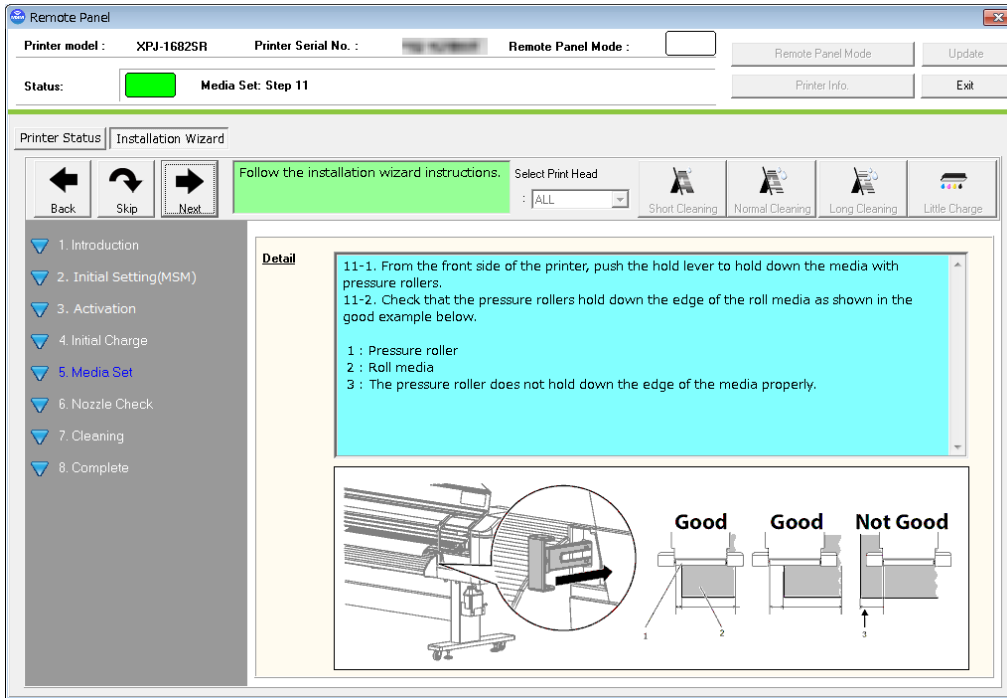 Remote Panel
Printer model :
XPJ-1682SR
Printer Serial No. :
Remote Panel Mode :
Remote Panel Mode
Update
Status:
Media Set: Step 11
Printer Info.
Exit
Printer Status
Installation Wizard
Back
Skip
Next
Follow the installation wizard instructions.
Select Print Head
: ALL
Short Cleaning
Normal Cleaning
Long Cleaning
Little Charge
1. Introduction
2. Initial Setting(MSM)
3. Activation
4. Initial Charge
5. Media Set
6. Nozzle Check
7. Cleaning
8. Complete
Detail
11-1. From the front side of the printer, push the hold lever to hold down the media with
pressure rollers.
11-2. Check that the pressure rollers hold down the edge of the roll media as shown in the
good example below.
1 : Pressure roller
2 : Roll media
3 : The pressure roller does not hold down the edge of the media properly.
Good
Good
Not Good
1
2
3